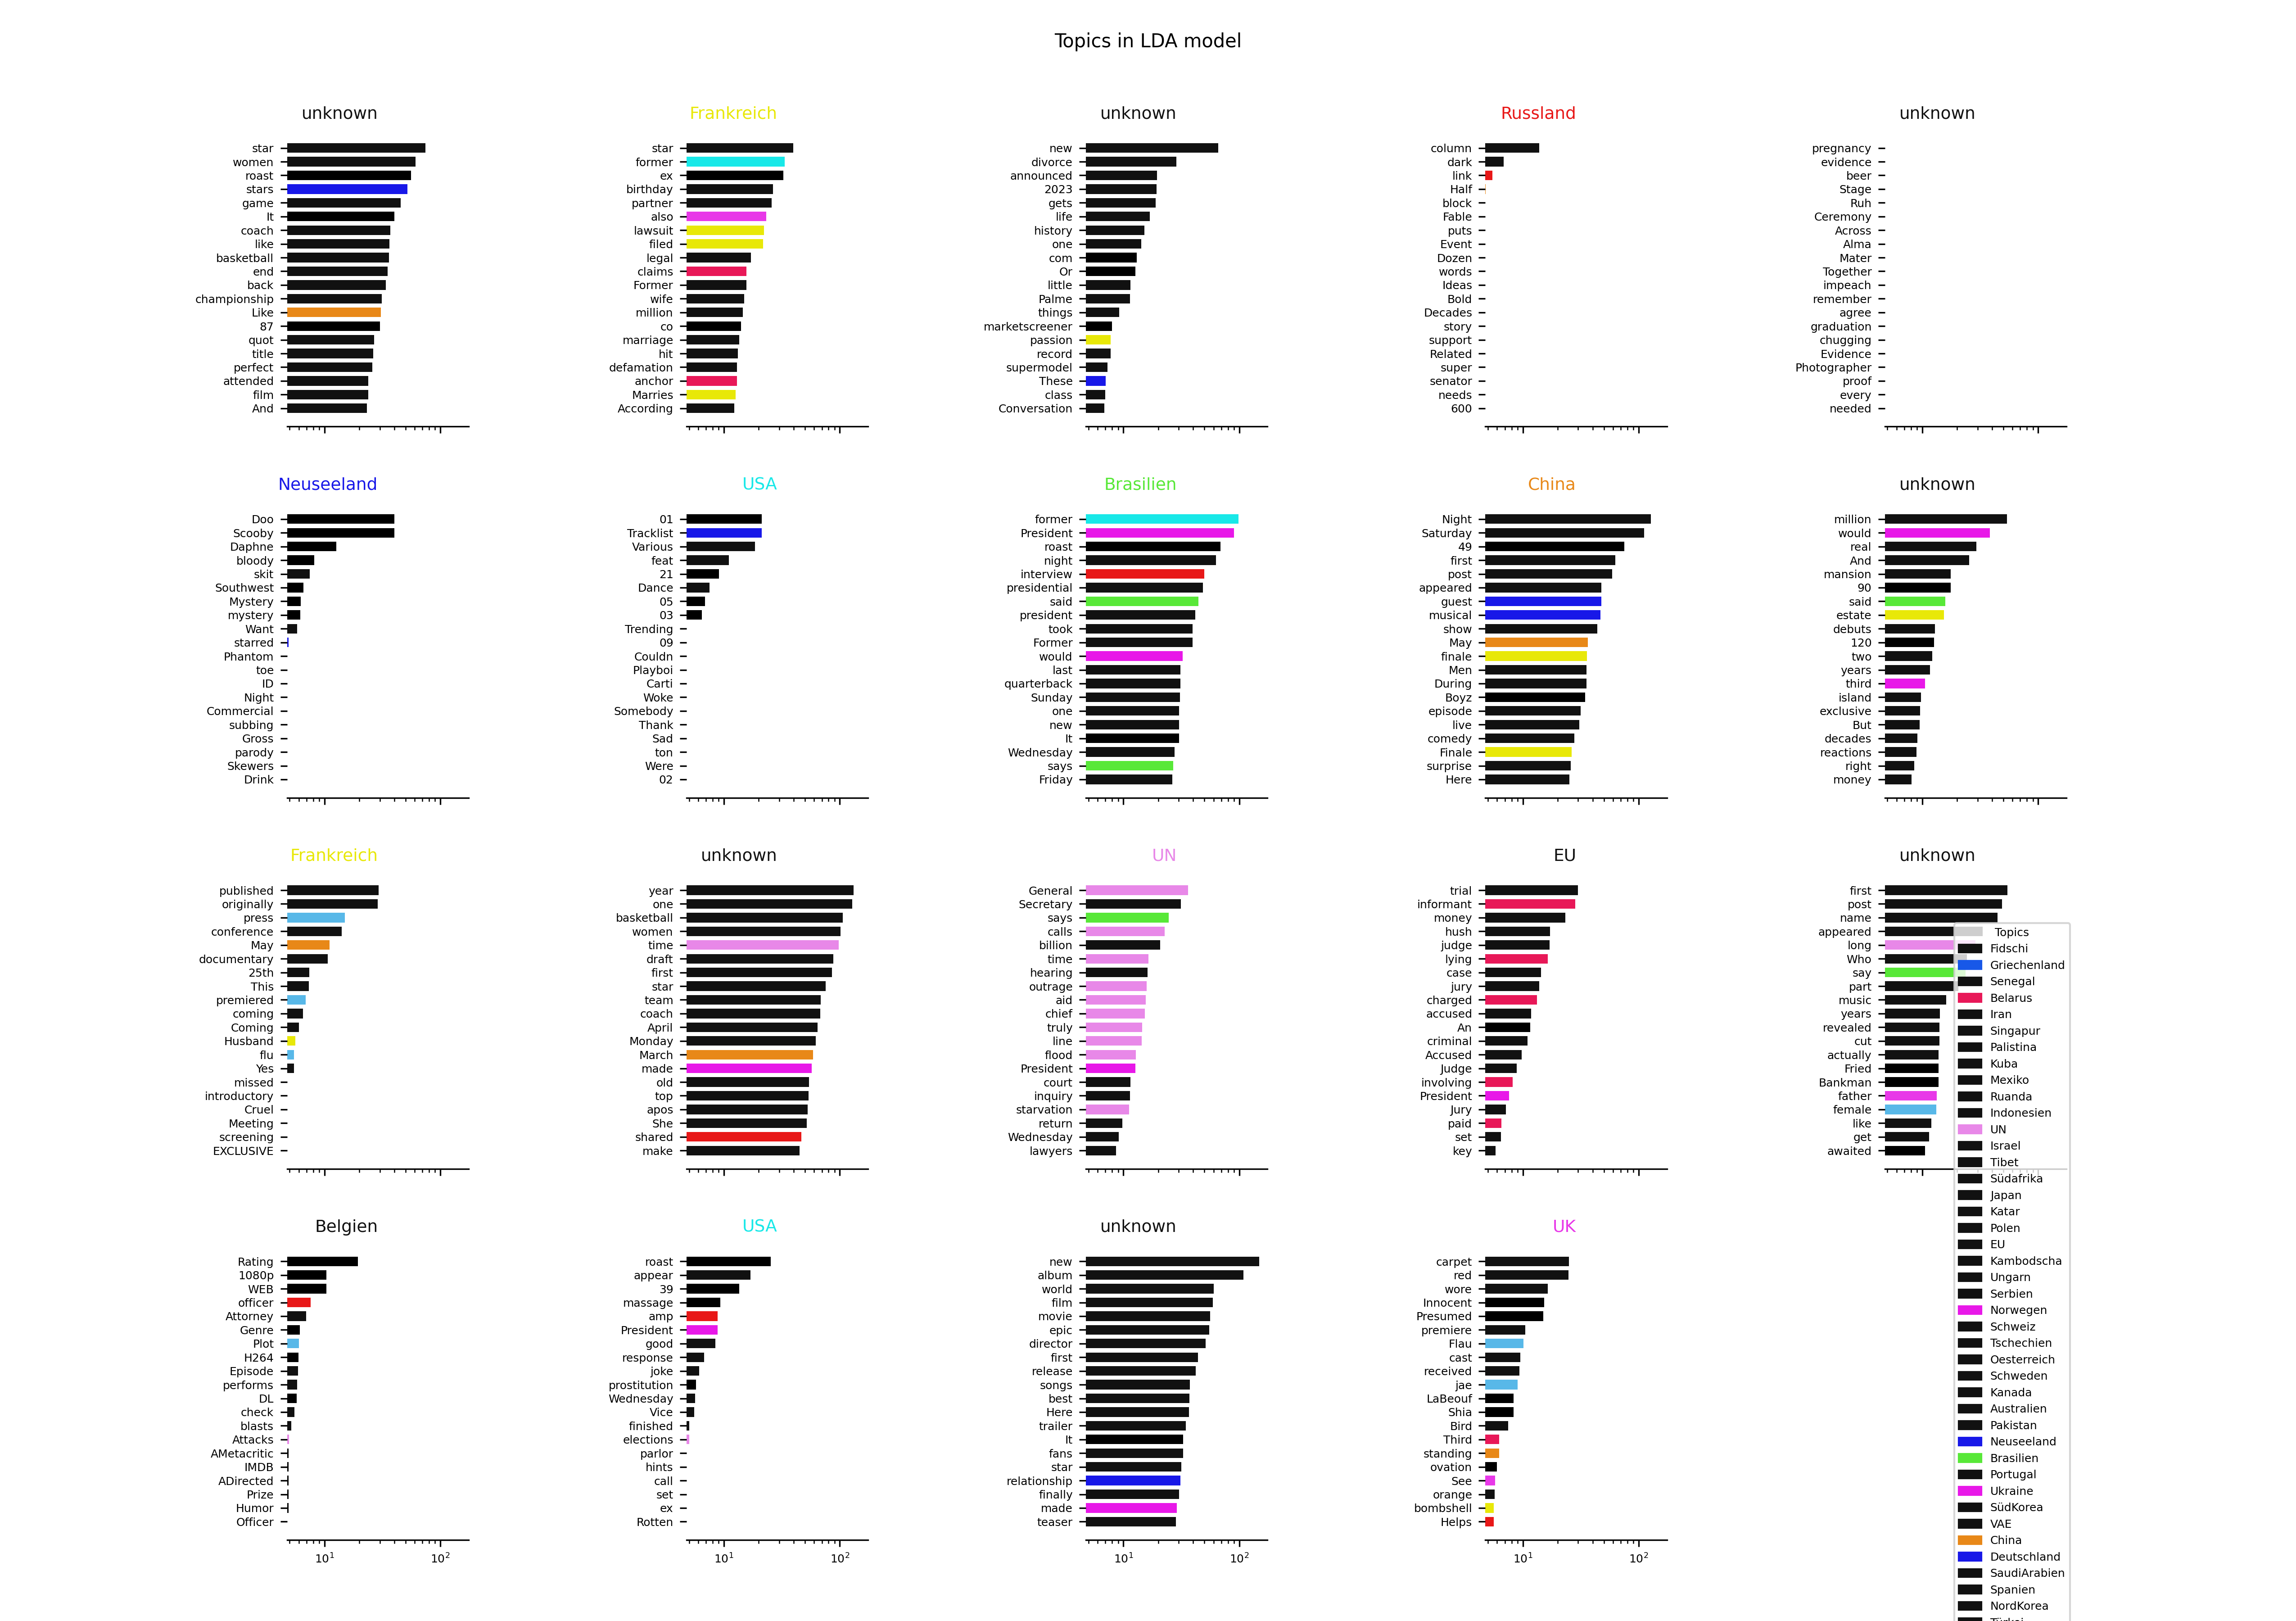 Topics in LDA model
unknown
star
women
roast
stars
game
It
coach
like
basketball
end
back
championship
Like
87
quot
title
perfect
attended
film
And
Frankreich
star
former
ex
birthday
partner
also
lawsuit
filed
legal
claims
Former
wife
million
co
marriage
hit
defamation
anchor
Marries
According
unknown
new
divorce
announced
2023
gets
life
history
one
com
Or
little
Palme
things
marketscreener
passion
record
supermodel
These
class
Conversation
Russland
column
dark
link
Half
block
Fable
puts
Event
Dozen
words
Ideas
Bold
Decades
story
support
Related
super
senator
needs
600
unknown
pregnancy
evidence
beer
Stage
Ruh
Ceremony
Across
Alma
Mater
Together
impeach
remember
agree
graduation
chugging
Evidence
Photographer
proof
every
needed
Neuseeland
Doo
Scooby
Daphne
bloody
skit
Southwest
Mystery
mystery
Want
starred
Phantom
toe
ID
Night
Commercial
subbing
Gross
parody
Skewers
Drink
USA
01
Tracklist
Various
feat
21
Dance
05
03
Trending
09
Couldn
Playboi
Carti
Woke
Somebody
Thank
Sad
ton
Were
02
Brasilien
former
President
roast
night
interview
presidential
said
president
took
Former
would
last
quarterback
Sunday
one
new
It
Wednesday
says
Friday
China
Night
Saturday
49
first
post
appeared
guest
musical
show
May
finale
Men
During
Boyz
episode
live
comedy
Finale
surprise
Here
unknown
million
would
real
And
mansion
90
said
estate
debuts
120
two
years
third
island
exclusive
But
decades
reactions
right
money
Frankreich
published
originally
press
conference
May
documentary
25th
This
premiered
coming
Coming
Husband
flu
Yes
missed
introductory
Cruel
Meeting
screening
EXCLUSIVE
unknown
year
one
basketball
women
time
draft
first
star
team
coach
April
Monday
March
made
old
top
apos
She
shared
make
UN
General
Secretary
says
calls
billion
time
hearing
outrage
aid
chief
truly
line
flood
President
court
inquiry
starvation
return
Wednesday
lawyers
EU
trial
informant
money
hush
judge
lying
case
jury
charged
accused
An
criminal
Accused
Judge
involving
President
Jury
paid
set
key
unknown
first
post
name
appeared
long
Who
say
part
music
years
revealed
cut
actually
Fried
Bankman
father
female
like
get
awaited
Belgien
Rating
1080p
WEB
officer
Attorney
Genre
Plot
H264
Episode
performs
DL
check
blasts
Attacks
AMetacritic
IMDB
ADirected
Prize
Humor
Officer
10¹ 10²
USA
roast
appear
39
massage
amp
President
good
response
joke
prostitution
Wednesday
Vice
finished
elections
parlor
hints
call
set
ex
Rotten
10¹ 10²
unknown
new
album
world
film
movie
epic
director
first
release
songs
best
Here
trailer
It
fans
star
relationship
finally
made
teaser
10¹ 10²
UK
carpet
red
wore
Innocent
Presumed
premiere
Flau
cast
received
jae
LaBeouf
Shia
Bird
Third
standing
ovation
See
orange
bombshell
Helps
10¹ 10²
Topics
Fidschi
Griechenland
Senegal
Belarus
Iran
Singapur
Palistina
Kuba
Mexiko
Ruanda
Indonesien
UN
Israel
Tibet
Südafrika
Japan
Katar
Polen
EU
Kambodscha
Ungarn
Serbien
Norwegen
Schweiz
Tschechien
Oesterreich
Schweden
Kanada
Australien
Pakistan
Neuseeland
Brasilien
Portugal
Ukraine
SüdKorea
VAE
China
Deutschland
SaudiArabien
Spanien
NordKorea